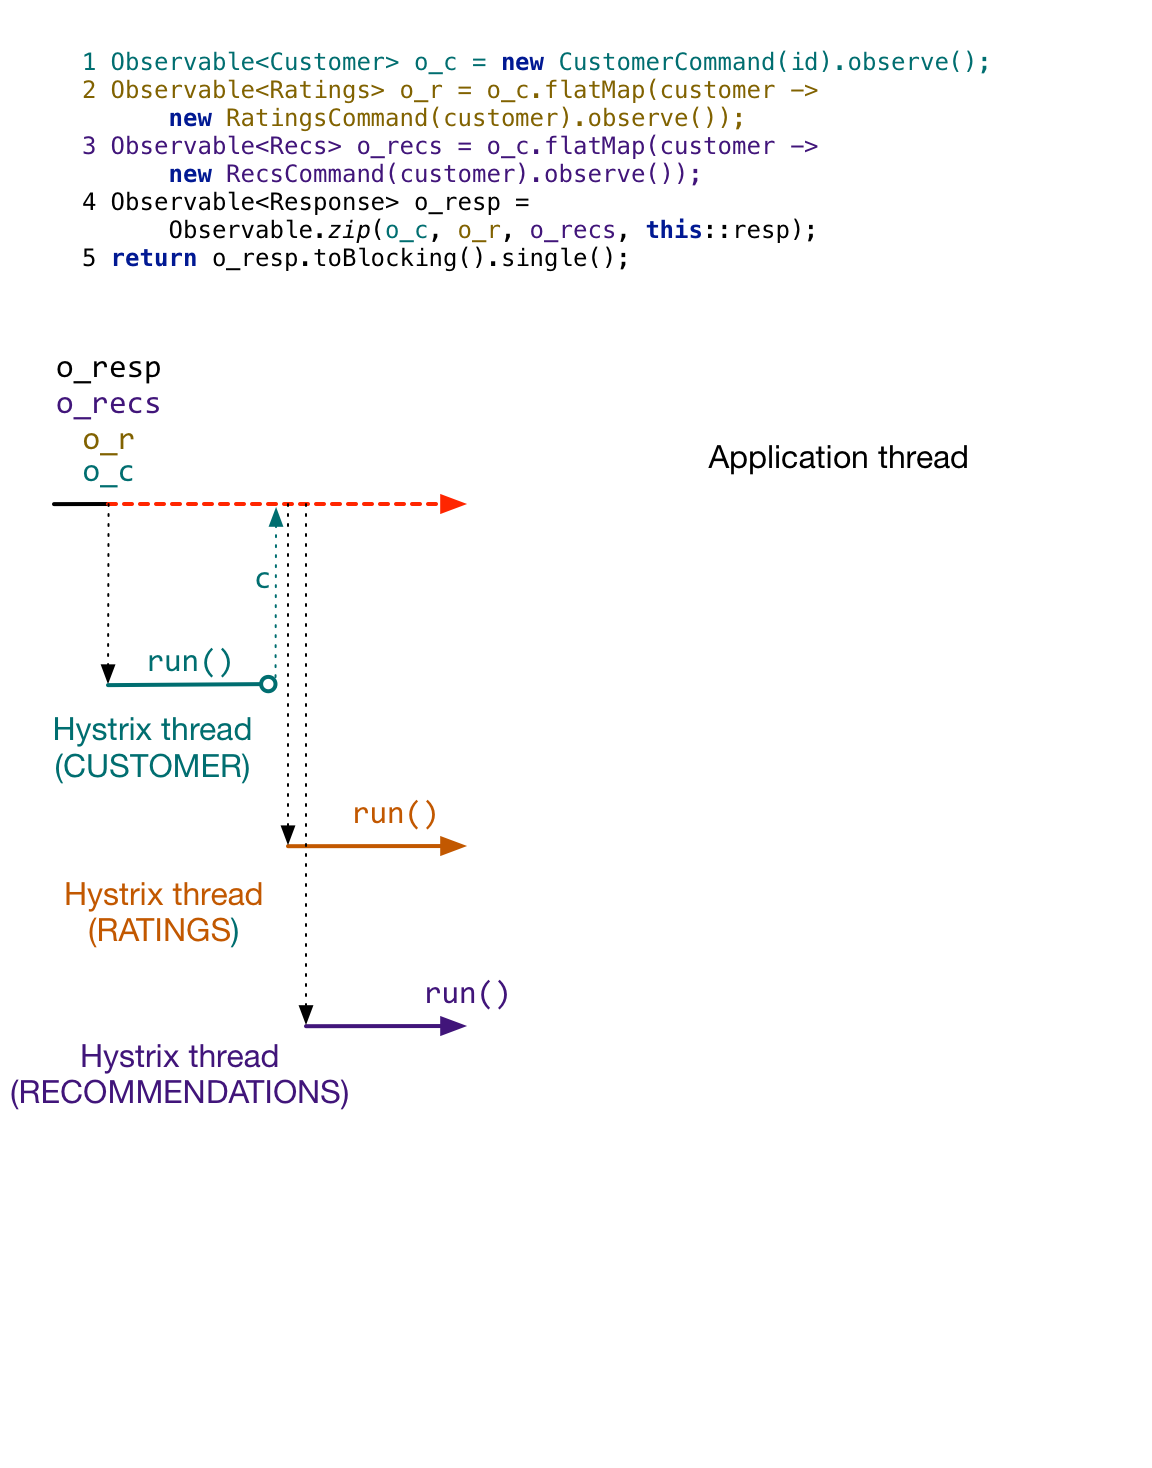 1 Observable<Customer> o_c = new CustomerCommand(id).observe();
2 Observable<Ratings> o_r = o_c.flatMap(customer ->
new RatingsCommand(customer).observe());
3 Observable<Recs> o_recs = o_c.flatMap(customer ->
new RecsCommand(customer).observe());
4 Observable<Response> o_resp =
Observable.zip(o_c, o_r, o_recs, this::resp);
5 return o_resp.toBlocking().single();
o_resp
o_recs
o_r
o_c
Application thread
c
run()
Hystrix thread
(CUSTOMER)
run()
Hystrix thread
(RATINGS)
run()
Hystrix thread
(RECOMMENDATIONS)